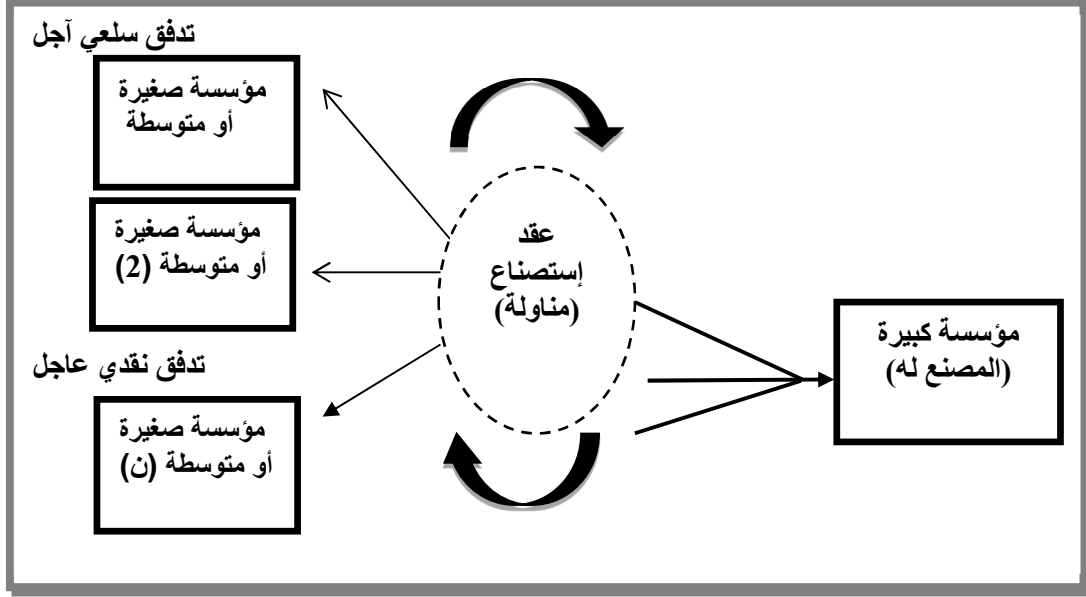 تدفق سلعي آجل
مؤسسة صغيرة
أو متوسطة
مؤسسة صغيرة
أو متوسطة (2)
تدفق نقدي عاجل
مؤسسة صغيرة
أو متوسطة (ن)
عقد
إستصناع
(مناولة)
مؤسسة كبيرة
(المصنع له)